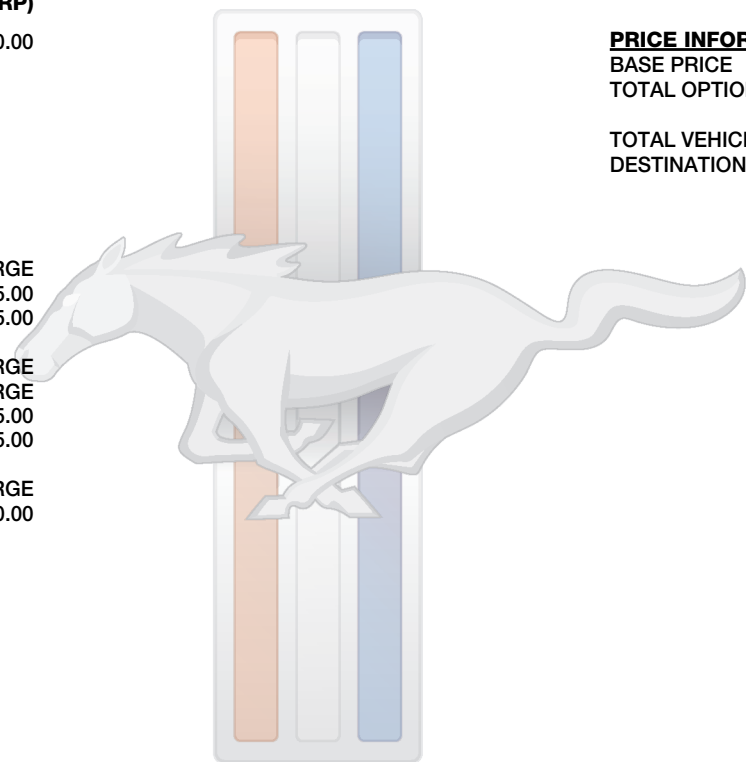 RP)
0.00
RGE
5.00
5.00
RGE
RGE
5.00
5.00
RGE
0.00
PRICE INFOR
BASE PRICE
TOTAL OPTIO
TOTAL VEHIC
DESTINATION